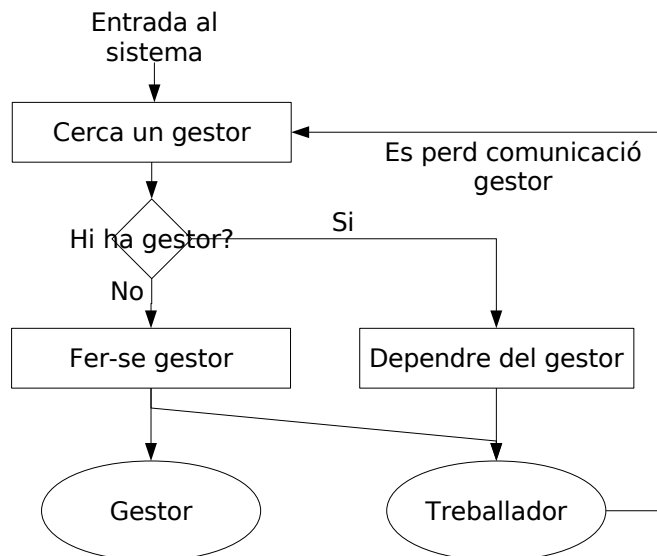 Entrada al
sistema
Cerca un gestor
Es perd comunicació
gestor
Hi ha gestor?
Si
No
Fer-se gestor
Dependre del gestor
Gestor
Treballador